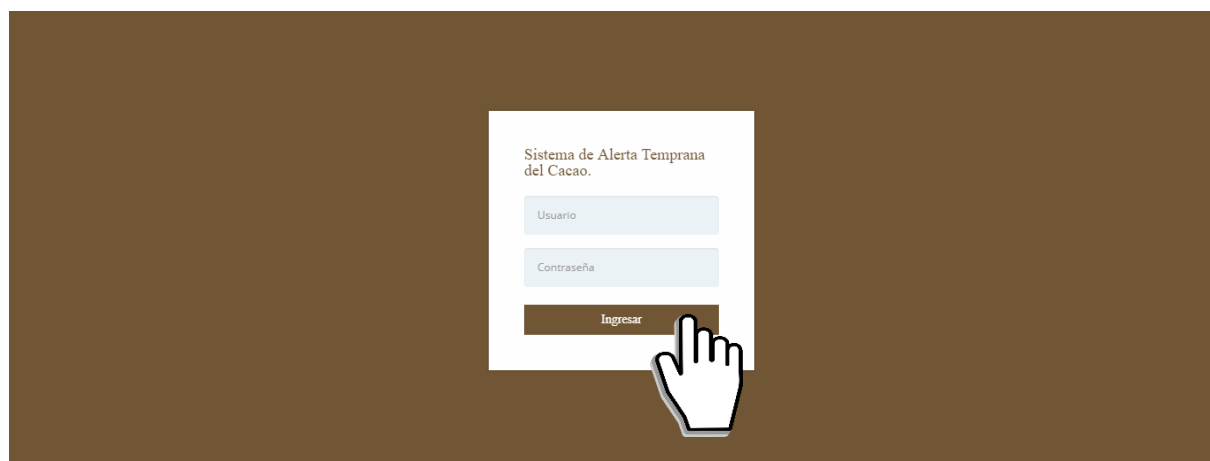 Sistema de Alerta Temprana
del Cacao.
Usuario
Contraseña
Ingresar